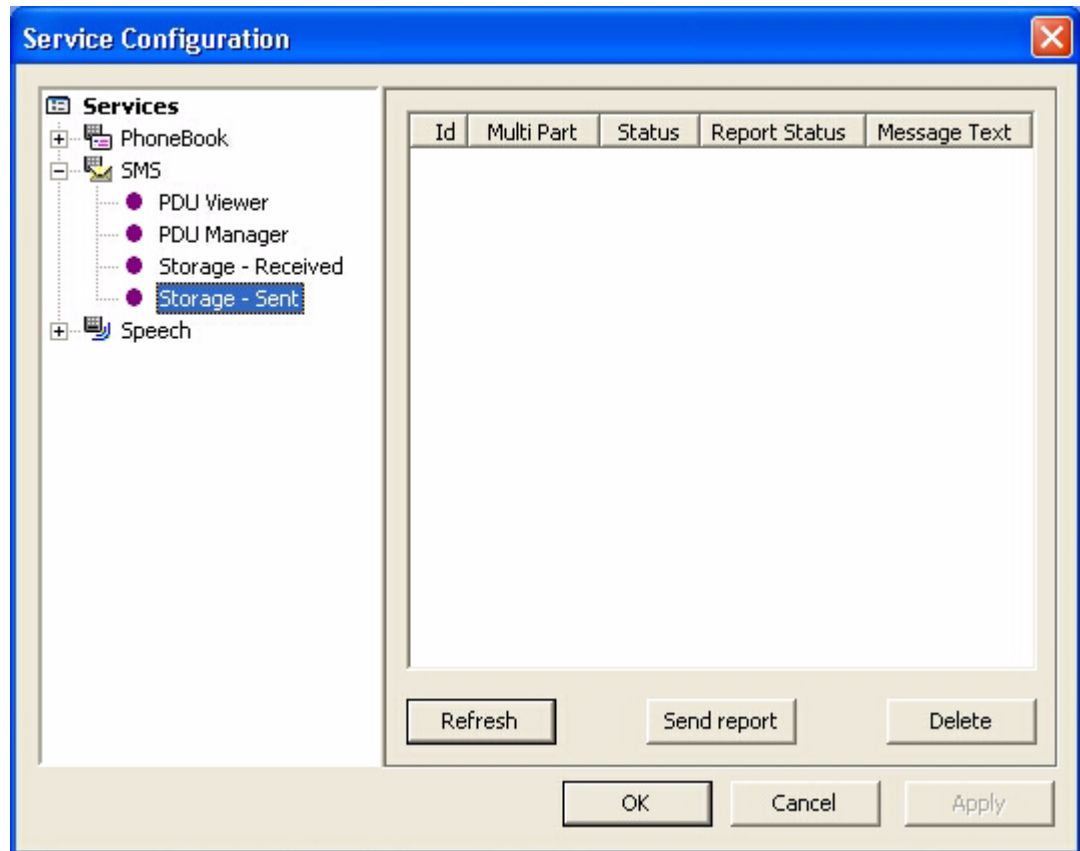 Service Configuration
Services
PhoneBook
SMS
PDU Viewer
PDU Manager
Storage - Received
Storage - Sent
Speech
Id Multi Part Status Report Status Message Text
Refresh Send report Delete
OK Cancel Apply